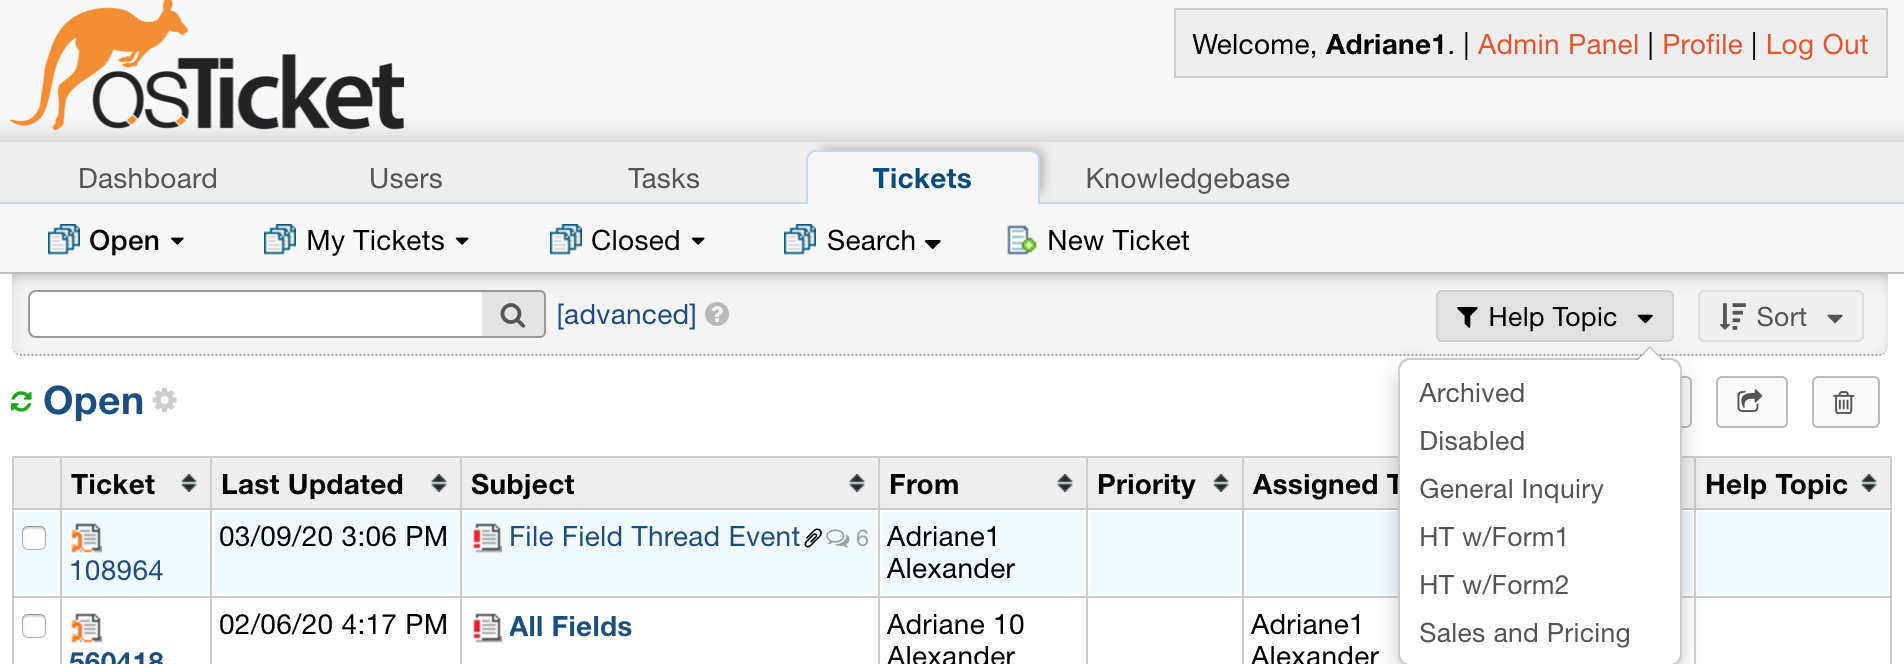 osTicket
Welcome, Adriane1. | Admin Panel | Profile | Log Out
Dashboard Users Tasks Tickets Knowledgebase
Open My Tickets Closed Search New Ticket
[advanced] ? Help Topic Sort
Open
Archived
Disabled
General Inquiry
HT w/Form1
HT w/Form2
Sales and Pricing
Ticket Last Updated Subject From Priority Assigned T Help Topic
108964 03/09/20 3:06 PM File Field Thread Event 6 Adriane1
Alexander
560418 02/06/20 4:17 PM All Fields Adriane 10 Adriane1
Alexander Alexander